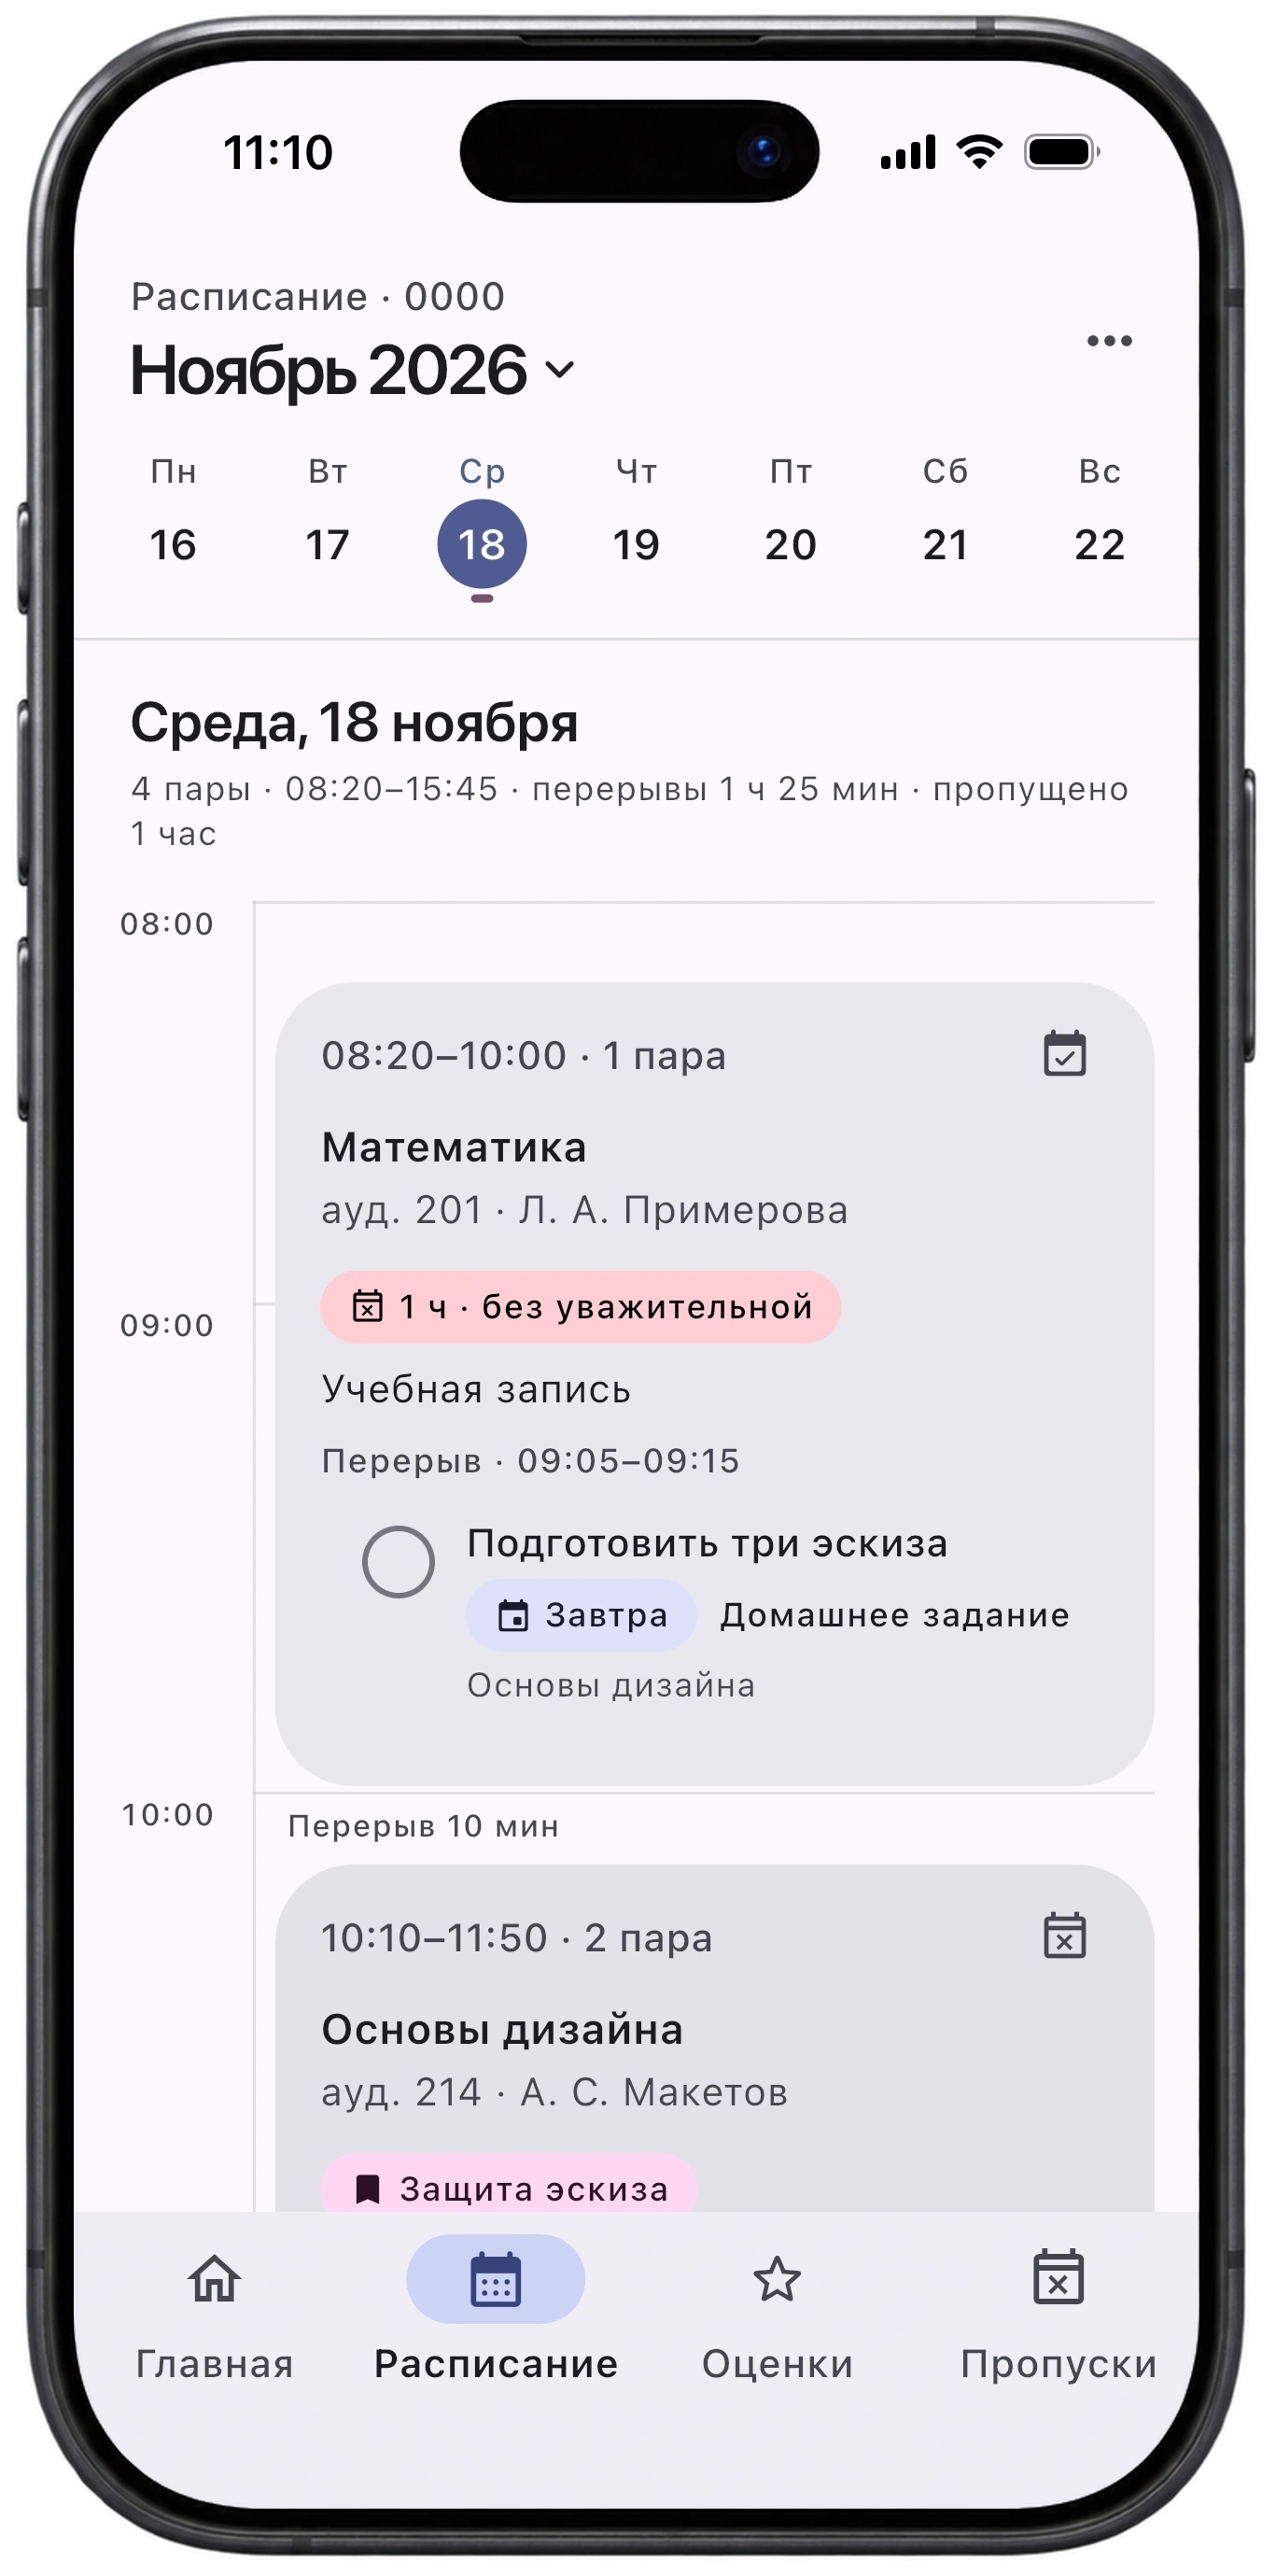 11:10
Расписание · 0000
Ноябрь 2026
Пн Вт Ср Чт Пт Сб Вс
16 17 18 19 20 21 22
Среда, 18 ноября
4 пары · 08:20–15:45 · перерывы 1 ч 25 мин · пропущено
1 час
08:00
08:20–10:00 · 1 пара
Математика
ауд. 201 · Л. А. Примерова
1 ч · без уважительной
09:00
Учебная запись
Перерыв · 09:05–09:15
Подготовить три эскиза
Завтра Домашнее задание
Основы дизайна
10:00
Перерыв 10 мин
10:10–11:50 · 2 пара
Основы дизайна
ауд. 214 · А. С. Макетов
Защита эскиза
Главная Расписание Оценки Пропуски